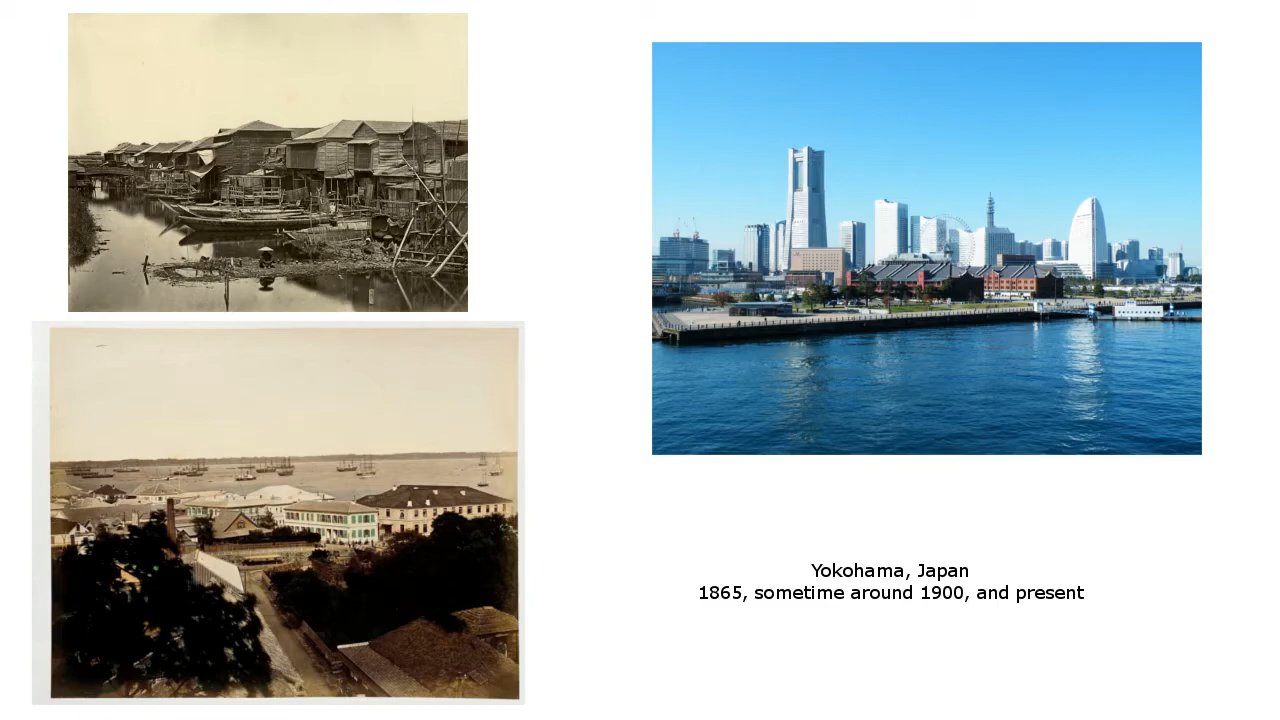 Yokohama, Japan
1865, sometime around 1900, and present